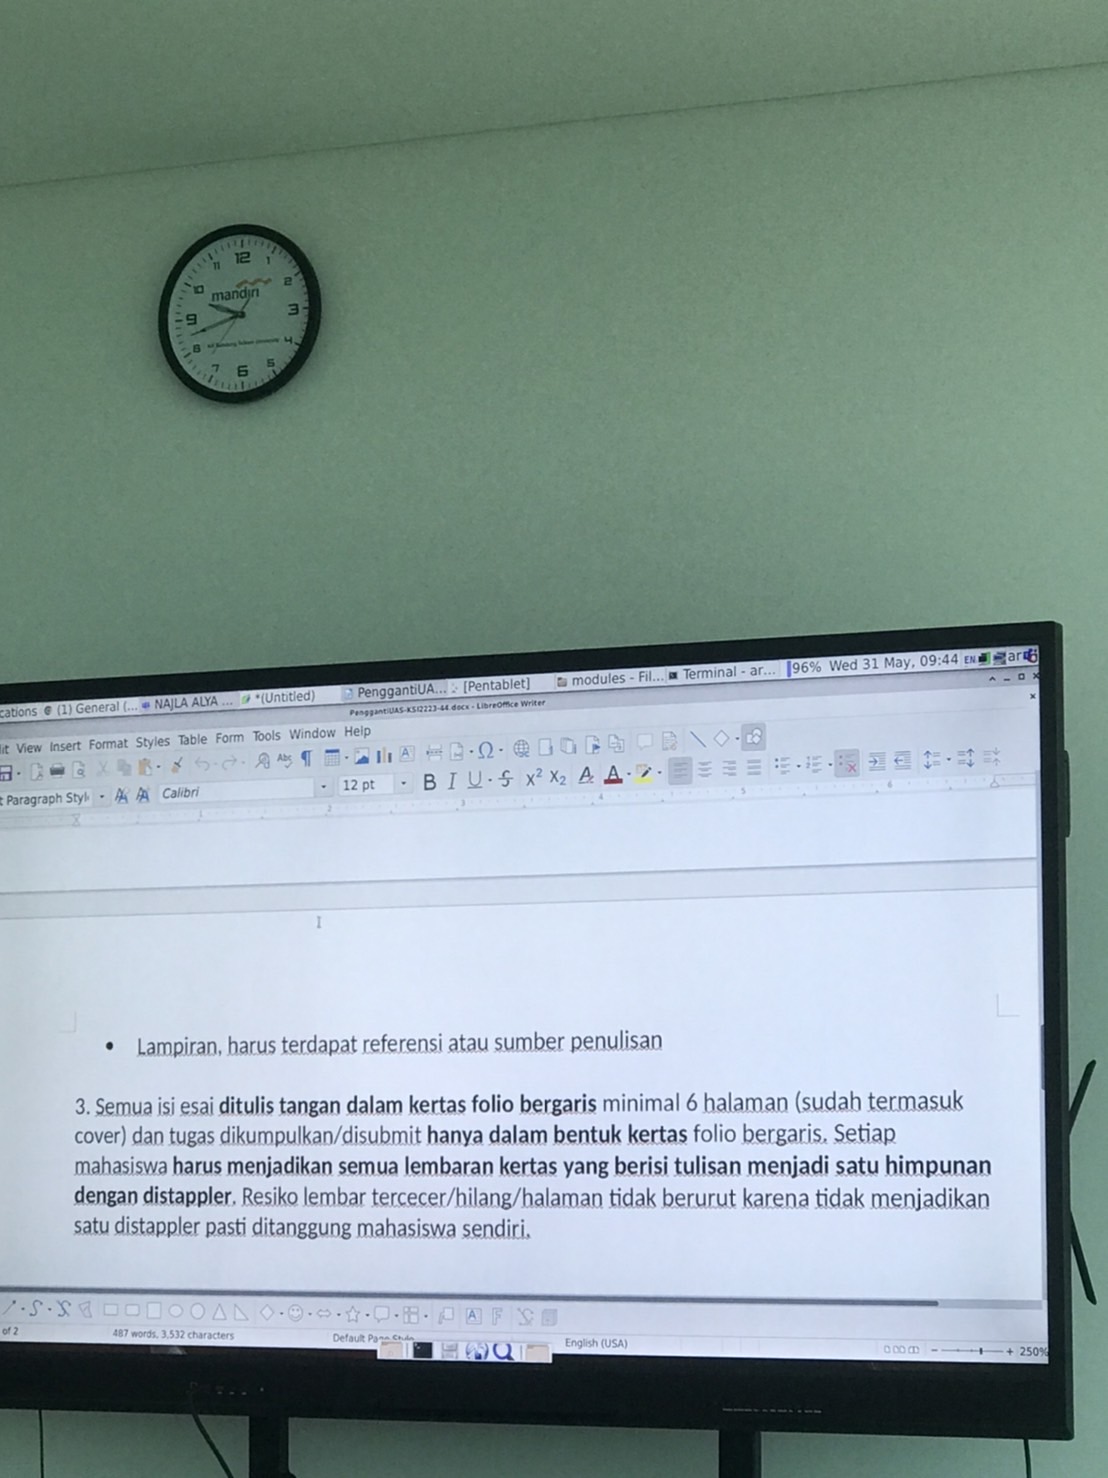 12
11
1
10
2
mandiri
9
3
8
4
7
5
6
cations
(1) General (...
NAJLA ALYA ...
*(Untitled)
PenggantiUA...
[Pentablet]
modules - Fil...
Terminal - ar...
96%
Wed 31 May, 09:44
EN
ar
PenggantiUAS-KSI2223-44.docx - LibreOffice Writer
it View Insert Format Styles Table Form Tools Window Help
t Paragraph Styl
Calibri
12 pt
1 2 3 4 5 6
• Lampiran, harus terdapat referensi atau sumber penulisan
3. Semua isi esai ditulis tangan dalam kertas folio bergaris minimal 6 halaman (sudah termasuk
cover) dan tugas dikumpulkan/disubmit hanya dalam bentuk kertas folio bergaris. Setiap
mahasiswa harus menjadikan semua lembaran kertas yang berisi tulisan menjadi satu himpunan
dengan distappler. Resiko lembar tercecer/hilang/halaman tidak berurut karena tidak menjadikan
satu distappler pasti ditanggung mahasiswa sendiri.
of 2
487 words, 3,532 characters
Default Page Style
English (USA)
250%